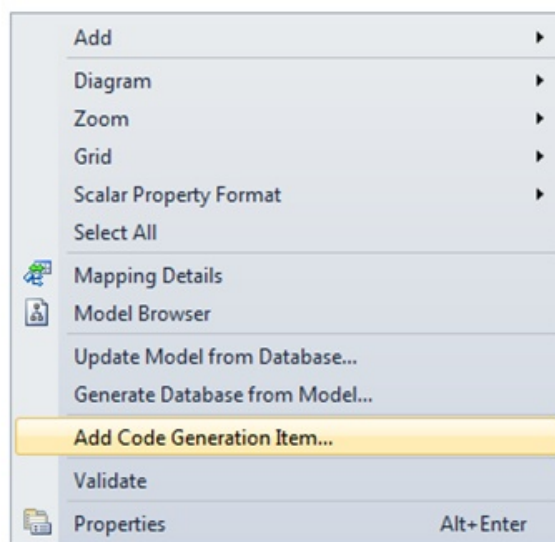 Add
Diagram
Zoom
Grid
Scalar Property Format
Select All
Mapping Details
Model Browser
Update Model from Database...
Generate Database from Model...
Add Code Generation Item...
Validate
Properties Alt+Enter